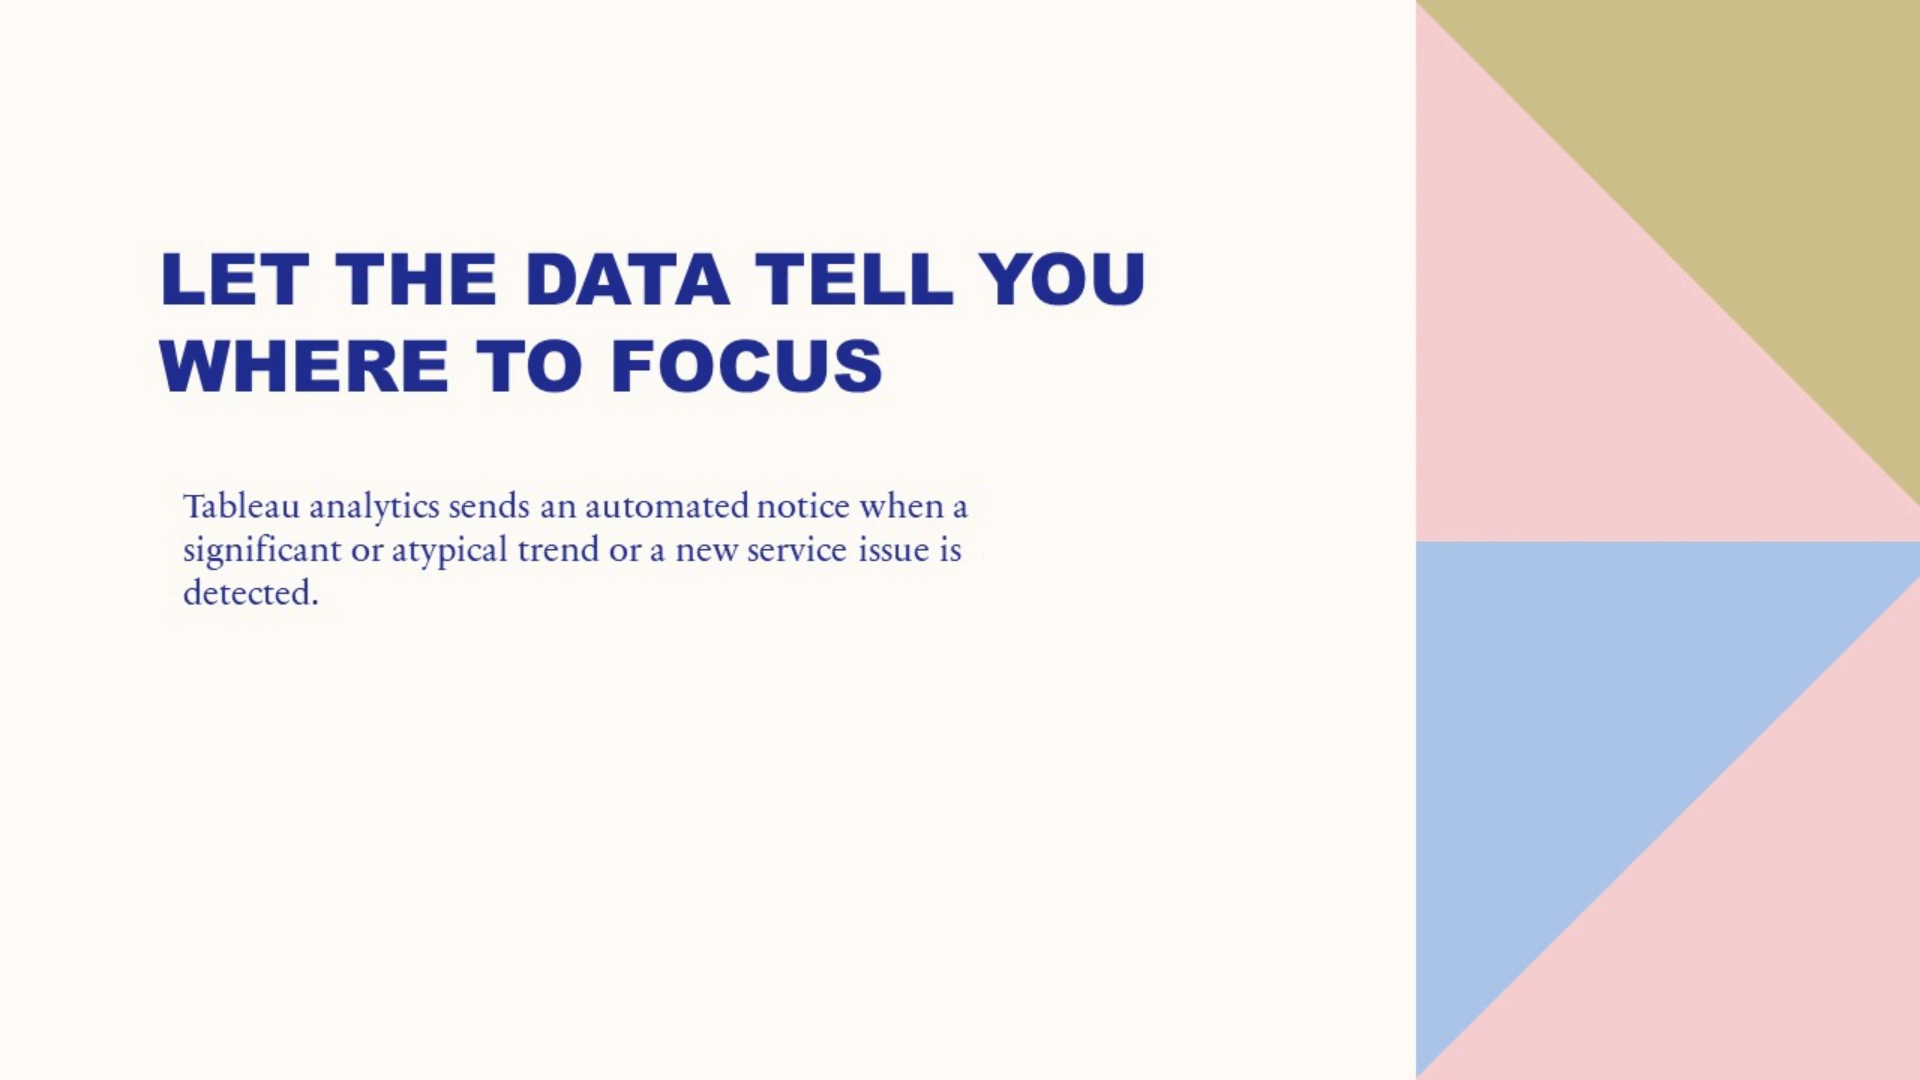 LET THE DATA TELL YOU
WHERE TO FOCUS
Tableau analytics sends an automated notice when a
significant or atypical trend or a new service issue is
detected.